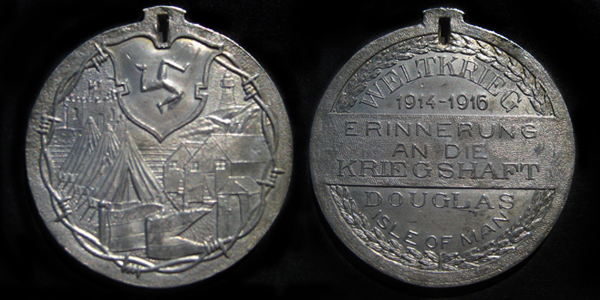 WELTKRIEG
1914-1916
ERINNERUNG
AN DIE
KRIEGSHAFT
DOUGLAS
ISLE OF MAN